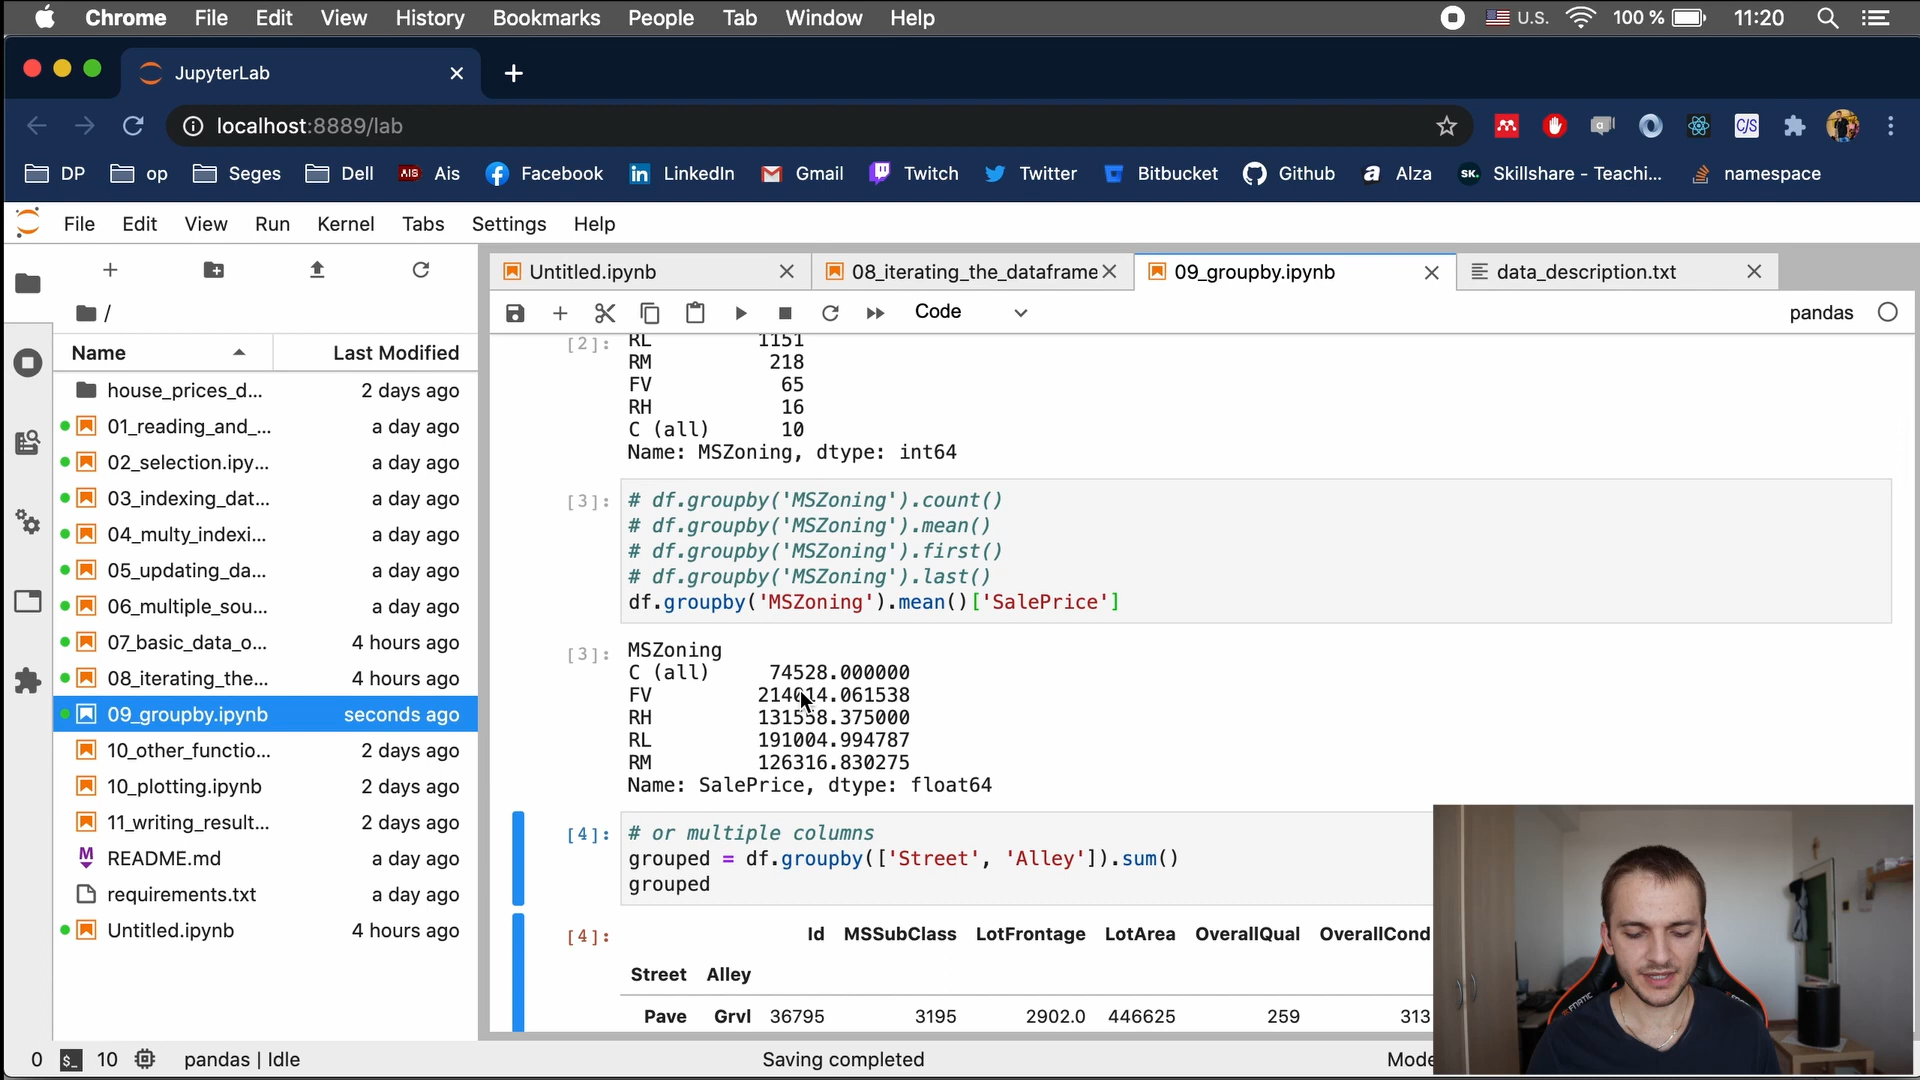 Chrome File Edit View History Bookmarks People Tab Window Help U.S. 100 % 11:20
JupyterLab
localhost:8889/lab
DP op Seges Dell AIS Ais Facebook LinkedIn Gmail Twitch Twitter Bitbucket Github Alza SK. Skillshare - Teachi... namespace
File Edit View Run Kernel Tabs Settings Help
Untitled.ipynb 08_iterating_the_dataframe 09_groupby.ipynb data_description.txt
/
Code pandas
Name Last Modified
house_prices_d... 2 days ago
01_reading_and_... a day ago
02_selection.ipy... a day ago
03_indexing_dat... a day ago
04_multy_indexi... a day ago
05_updating_da... a day ago
06_multiple_sou... a day ago
07_basic_data_o... 4 hours ago
08_iterating_the... 4 hours ago
09_groupby.ipynb seconds ago
10_other_functio... 2 days ago
10_plotting.ipynb 2 days ago
11_writing_result... 2 days ago
README.md a day ago
requirements.txt a day ago
Untitled.ipynb 4 hours ago
[2]: RL 1151
RM 218
FV 65
RH 16
C (all) 10
Name: MSZoning, dtype: int64
[3]: # df.groupby('MSZoning').count()
# df.groupby('MSZoning').mean()
# df.groupby('MSZoning').first()
# df.groupby('MSZoning').last()
df.groupby('MSZoning').mean()['SalePrice']
[3]: MSZoning
C (all) 74528.000000
FV 214014.061538
RH 131558.375000
RL 191004.994787
RM 126316.830275
Name: SalePrice, dtype: float64
[4]: # or multiple columns
grouped = df.groupby(['Street', 'Alley']).sum()
grouped
[4]: Id MSSubClass LotFrontage LotArea OverallQual OverallCond
Street Alley
Pave Grvl 36795 3195 2902.0 446625 259 313
0 $_ 10 pandas | Idle Saving completed Mode